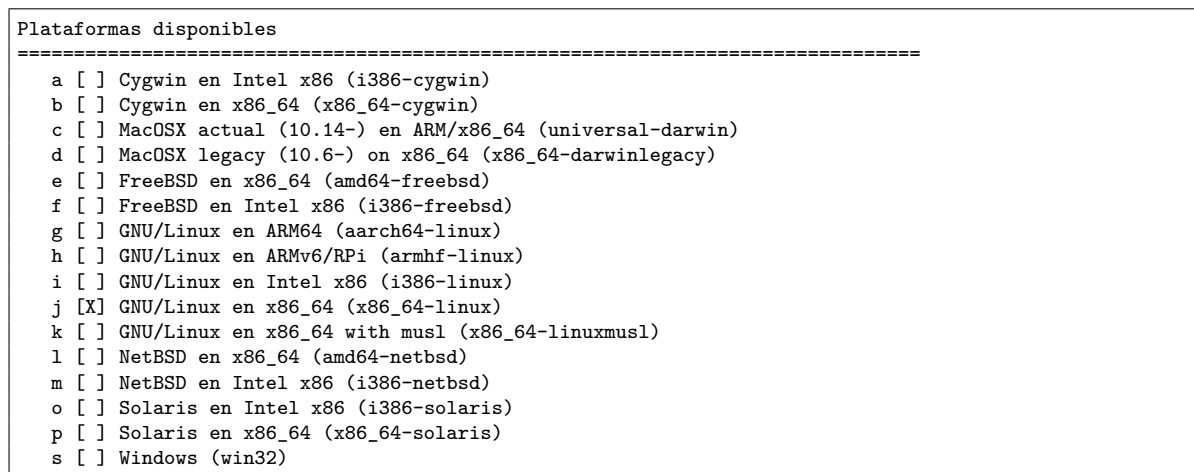 Plataformas disponibles
===============================================================================
a [ ] Cygwin en Intel x86 (i386-cygwin)
b [ ] Cygwin en x86_64 (x86_64-cygwin)
c [ ] MacOSX actual (10.14-) en ARM/x86_64 (universal-darwin)
d [ ] MacOSX legacy (10.6-) on x86_64 (x86_64-darwinlegacy)
e [ ] FreeBSD en x86_64 (amd64-freebsd)
f [ ] FreeBSD en Intel x86 (i386-freebsd)
g [ ] GNU/Linux en ARM64 (aarch64-linux)
h [ ] GNU/Linux en ARMv6/RPi (armhf-linux)
i [ ] GNU/Linux en Intel x86 (i386-linux)
j [X] GNU/Linux en x86_64 (x86_64-linux)
k [ ] GNU/Linux en x86_64 with musl (x86_64-linuxmusl)
l [ ] NetBSD en x86_64 (amd64-netbsd)
m [ ] NetBSD en Intel x86 (i386-netbsd)
o [ ] Solaris en Intel x86 (i386-solaris)
p [ ] Solaris en x86_64 (x86_64-solaris)
s [ ] Windows (win32)